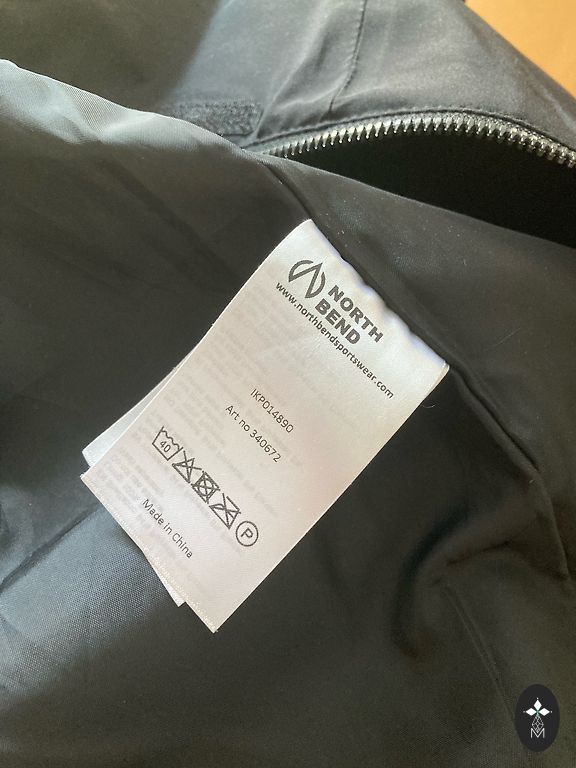 NORTH
BEND
www.northbendsportswear.com
IKP014890
Art no 340672
40
P
Made in China
M